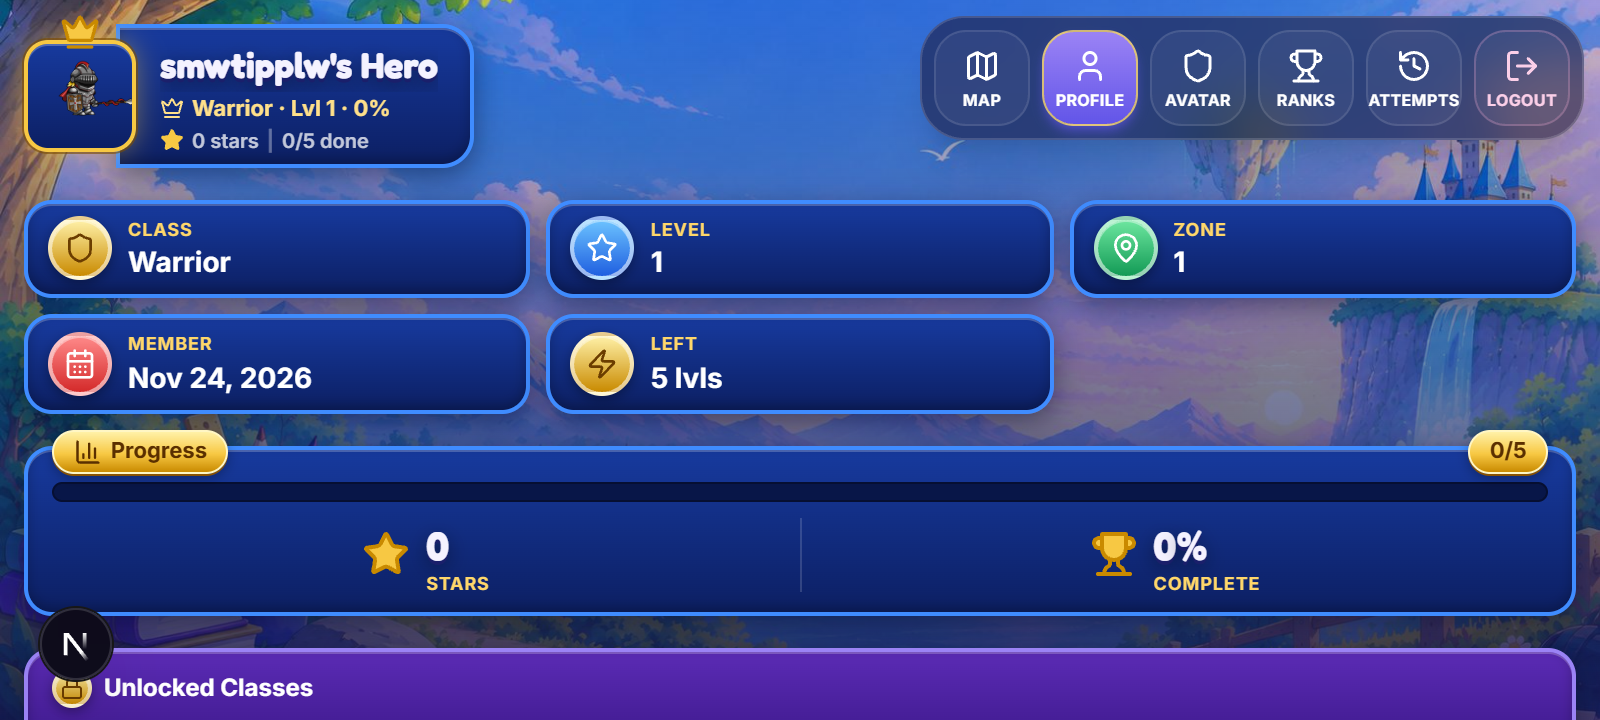 smwtipplw's Hero
Warrior · Lvl 1 · 0%
0 stars | 0/5 done
MAP
PROFILE
AVATAR
RANKS
ATTEMPTS
LOGOUT
CLASS
Warrior
LEVEL
1
ZONE
1
MEMBER
Nov 24, 2026
LEFT
5 lvls
Progress
0/5
0
STARS
0%
COMPLETE
N
Unlocked Classes